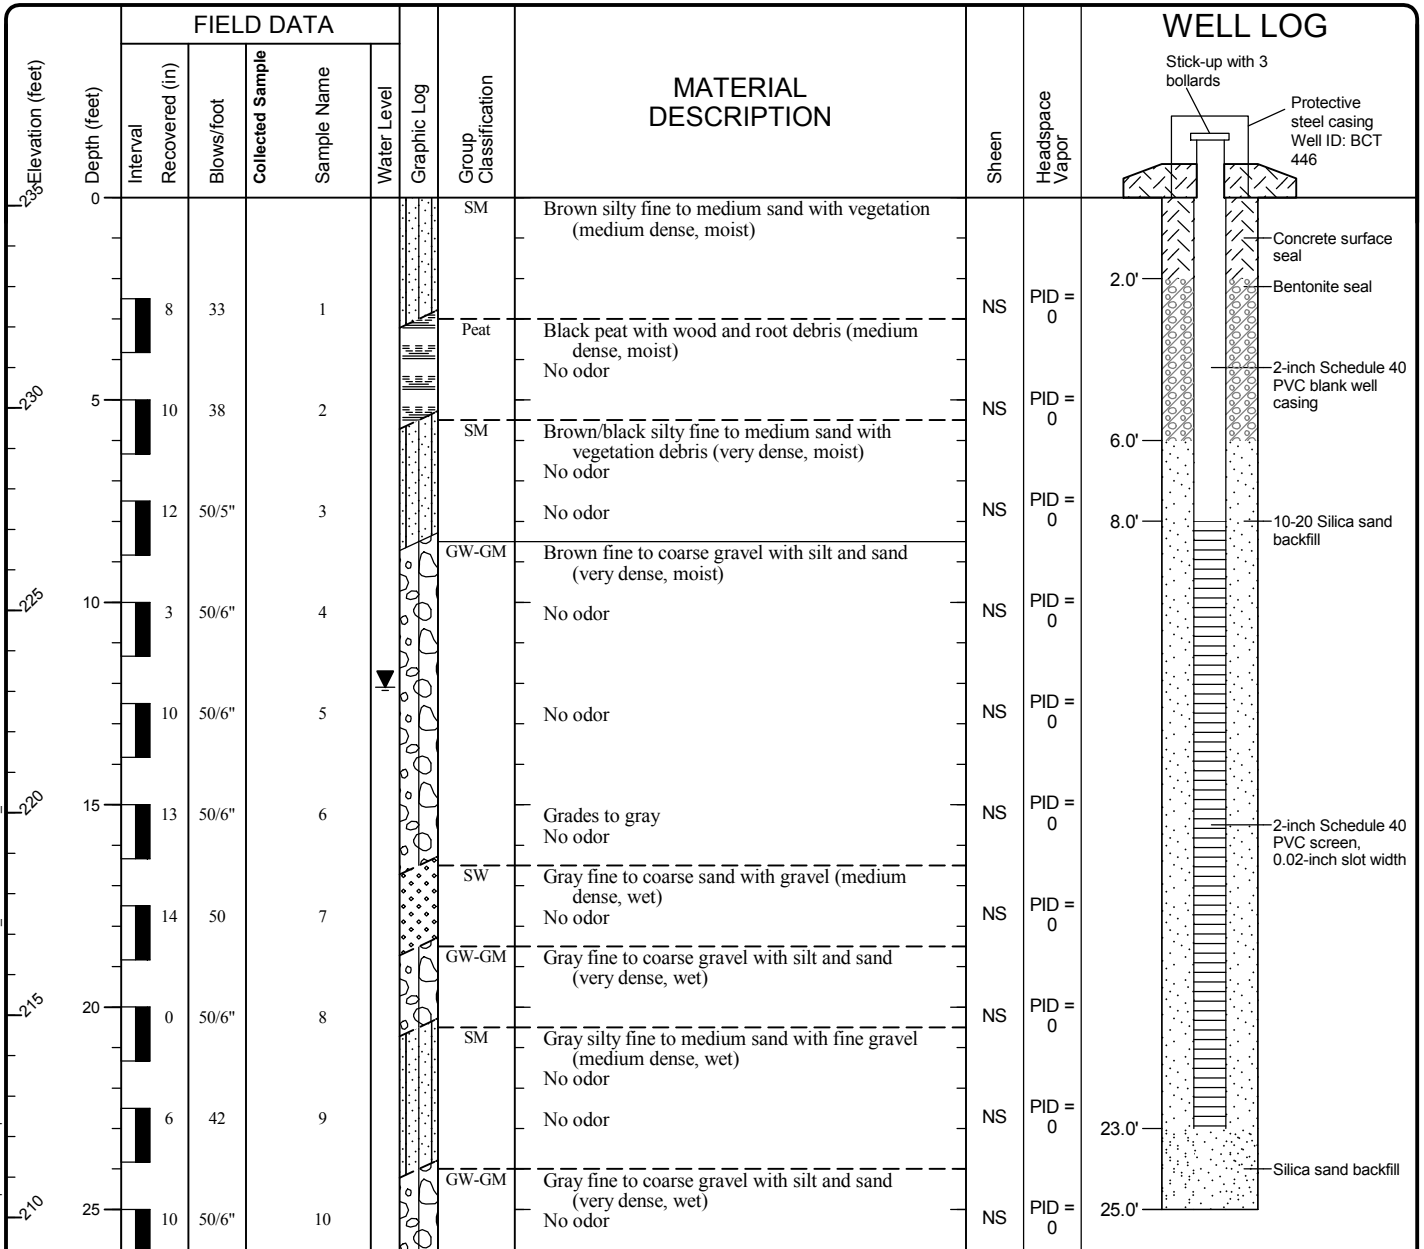 FIELD DATA
WELL LOG
Elevation (feet)
Depth (feet)
Interval
Recovered (in)
Blows/foot
Collected Sample
Sample Name
Water Level
Graphic Log
Group
Classification
MATERIAL
DESCRIPTION
Sheen
Headspace
Vapor
Stick-up with 3
bollards
Protective
steel casing
Well ID: BCT
446
235
0
SM
Brown silty fine to medium sand with vegetation
(medium dense, moist)
Concrete surface
seal
2.0'
Bentonite seal
8
33
1
NS
PID =
0
Peat
Black peat with wood and root debris (medium
dense, moist)
No odor
2-inch Schedule 40
PVC blank well
casing
230
5
10
38
2
NS
PID =
0
SM
Brown/black silty fine to medium sand with
vegetation debris (very dense, moist)
No odor
6.0'
12
50/5"
3
No odor
NS
PID =
0
8.0'
10-20 Silica sand
backfill
GW-GM
Brown fine to coarse gravel with silt and sand
(very dense, moist)
225
10
3
50/6"
4
No odor
NS
PID =
0
10
50/6"
5
No odor
NS
PID =
0
220
15
13
50/6"
6
Grades to gray
No odor
NS
PID =
0
2-inch Schedule 40
PVC screen,
0.02-inch slot width
SW
Gray fine to coarse sand with gravel (medium
dense, wet)
No odor
14
50
7
NS
PID =
0
GW-GM
Gray fine to coarse gravel with silt and sand
(very dense, wet)
215
20
0
50/6"
8
NS
PID =
0
SM
Gray silty fine to medium sand with fine gravel
(medium dense, wet)
No odor
6
42
9
No odor
NS
PID =
0
23.0'
Silica sand backfill
GW-GM
Gray fine to coarse gravel with silt and sand
(very dense, wet)
No odor
210
25
10
50/6"
10
NS
PID =
0
25.0'